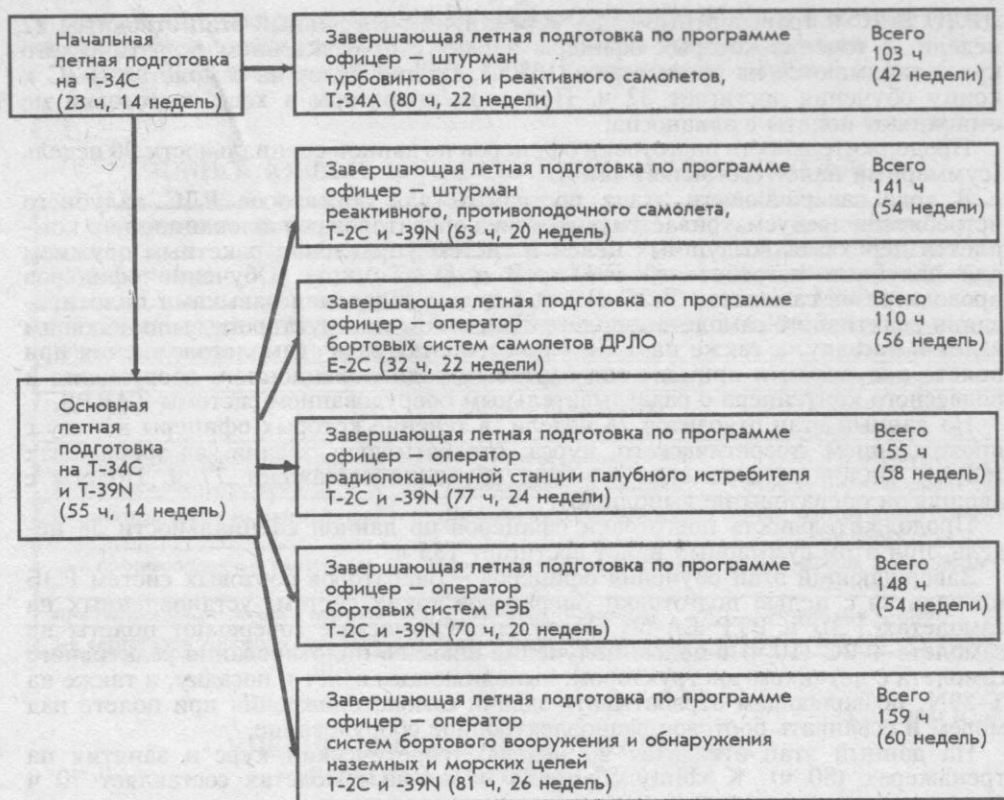 Начальная
летная подготовка
на Т-34С
(23 ч, 14 недель)
Завершающая летная подготовка по программе
офицер — штурман
турбовинтового и реактивного самолетов,
Т-34А (80 ч, 22 недели)
Всего
103 ч
(42 недели)
Завершающая летная подготовка по программе
офицер — штурман
реактивного, противолодочного самолета,
Т-2С и -39N (63 ч, 20 недель)
Всего
141 ч
(54 недели)
Завершающая летная подготовка по программе
офицер — оператор
бортовых систем самолетов ДРЛО
Е-2С (32 ч, 22 недели)
Всего
110 ч
(56 недель)
Основная
летная
подготовка
на Т-34С
и Т-39N
(55 ч, 14 недель)
Завершающая летная подготовка по программе
офицер — оператор
радиолокационной станции палубного истребителя
Т-2С и -39N (77 ч, 24 недели)
Всего
155 ч
(58 недель)
Завершающая летная подготовка по программе
офицер — оператор
бортовых систем РЭБ
Т-2С и -39N (70 ч, 20 недель)
Всего
148 ч
(54 недели)
Завершающая летная подготовка по программе
офицер — оператор
систем бортового вооружения и обнаружения
наземных и морских целей
Т-2С и -39N (81 ч, 26 недель)
Всего
159 ч
(60 недель)